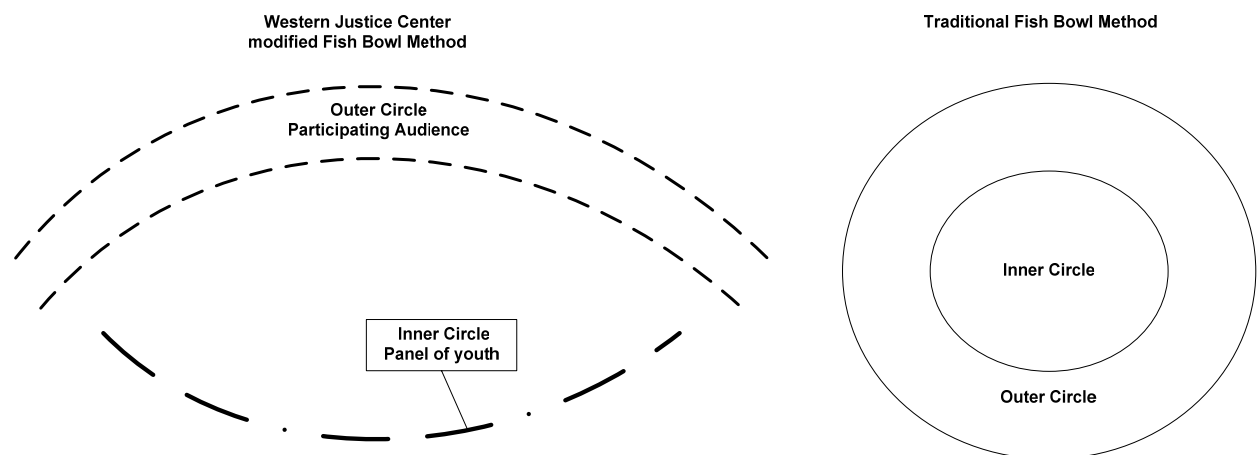 Western Justice Center
modified Fish Bowl Method
Outer Circle
Participating Audience
Inner Circle
Panel of youth
Traditional Fish Bowl Method
Inner Circle
Outer Circle